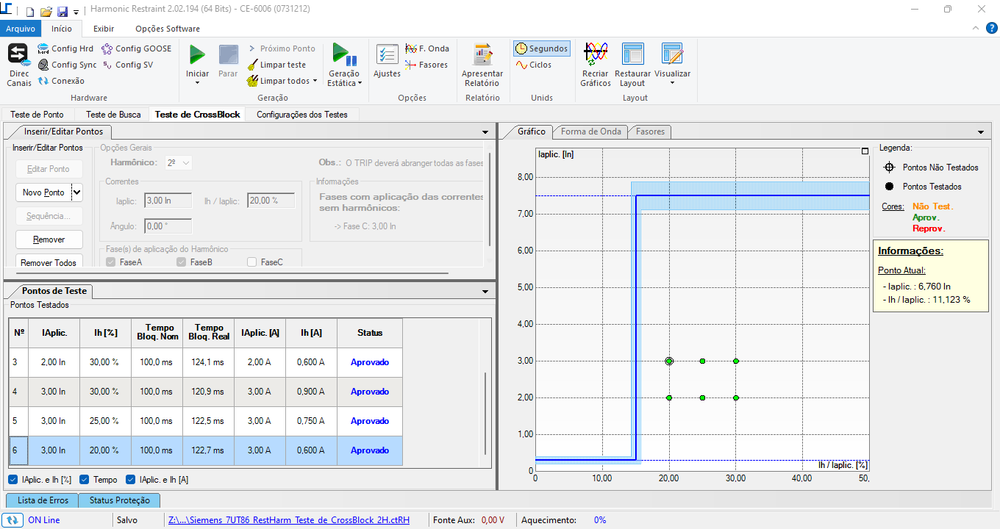 Harmonic Restraint 2.02.194 (64 Bits) - CE-6006 (0731212)
Arquivo Início Exibir Opções Software
Direc Canais
hard Config Hrd
Config Sync
Conexão
Config GOOSE
Config SV
Hardware
Iniciar
Parar
Próximo Ponto
Limpar teste
Limpar todos
Geração Estática
Geração
Ajustes
F. Onda
Fasores
Opções
Apresentar Relatório
Relatório
Segundos
Ciclos
Unids
Recriar Gráficos
Restaurar Layout
Visualizar
Layout
Teste de Ponto Teste de Busca Teste de CrossBlock Configurações dos Testes
Inserir/Editar Pontos
Inserir/Editar Pontos
Editar Ponto
Novo Ponto
Sequência...
Remover
Remover Todos
Opções Gerais
Harmônico: 2º
Obs.: O TRIP deverá abranger todas as fases
Correntes
Iaplic: 3,00 In Ih / Iaplic: 20,00 %
Ângulo: 0,00 °
Informações
Fases com aplicação das correntes
sem harmônicos:
-> Fase C: 3,00 In
Fase(s) de aplicação do Harmônico
FaseA FaseB FaseC
Pontos de Teste
Pontos Testados
Nº IAplic. Ih [%] Tempo Bloq. Nom Tempo Bloq. Real IAplic. [A] Ih [A] Status
3 2,00 In 30,00 % 100,0 ms 124,1 ms 2,00 A 0,600 A Aprovado
4 3,00 In 30,00 % 100,0 ms 120,9 ms 3,00 A 0,900 A Aprovado
5 3,00 In 25,00 % 100,0 ms 122,5 ms 3,00 A 0,750 A Aprovado
6 3,00 In 20,00 % 100,0 ms 122,7 ms 3,00 A 0,600 A Aprovado
IAplic. e Ih [%] Tempo IAplic. e Ih [A]
Gráfico Forma de Onda Fasores
Iaplic. [In]
8,00
7,00
6,00
5,00
4,00
3,00
2,00
1,00
0
Ih / Iaplic. [%]
0 10,00 20,00 30,00 40,00 50,
Legenda:
Pontos Não Testados
Pontos Testados
Cores: Não Test.
Aprov.
Reprov.
Informações:
Ponto Atual:
- Iaplic. : 6,760 In
- Ih / Iaplic. : 11,123 %
Lista de Erros Status Proteção
ON Line Salvo Z:\...\Siemens_7UT86_RestHarm_Teste_de_CrossBlock_2H.ctRH Fonte Aux: 0,00 V Aquecimento: 0%